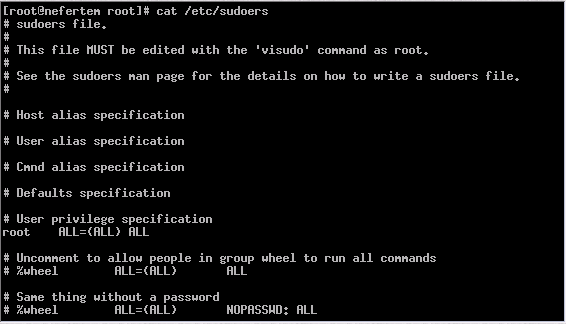 [root@nefertem root]# cat /etc/sudoers
# sudoers file.
#
# This file MUST be edited with the 'visudo' command as root.
#
# See the sudoers man page for the details on how to write a sudoers file.
#

# Host alias specification

# User alias specification

# Cmnd alias specification

# Defaults specification

# User privilege specification
root    ALL=(ALL) ALL

# Uncomment to allow people in group wheel to run all commands
# %wheel        ALL=(ALL)       ALL

# Same thing without a password
# %wheel        ALL=(ALL)       NOPASSWD: ALL